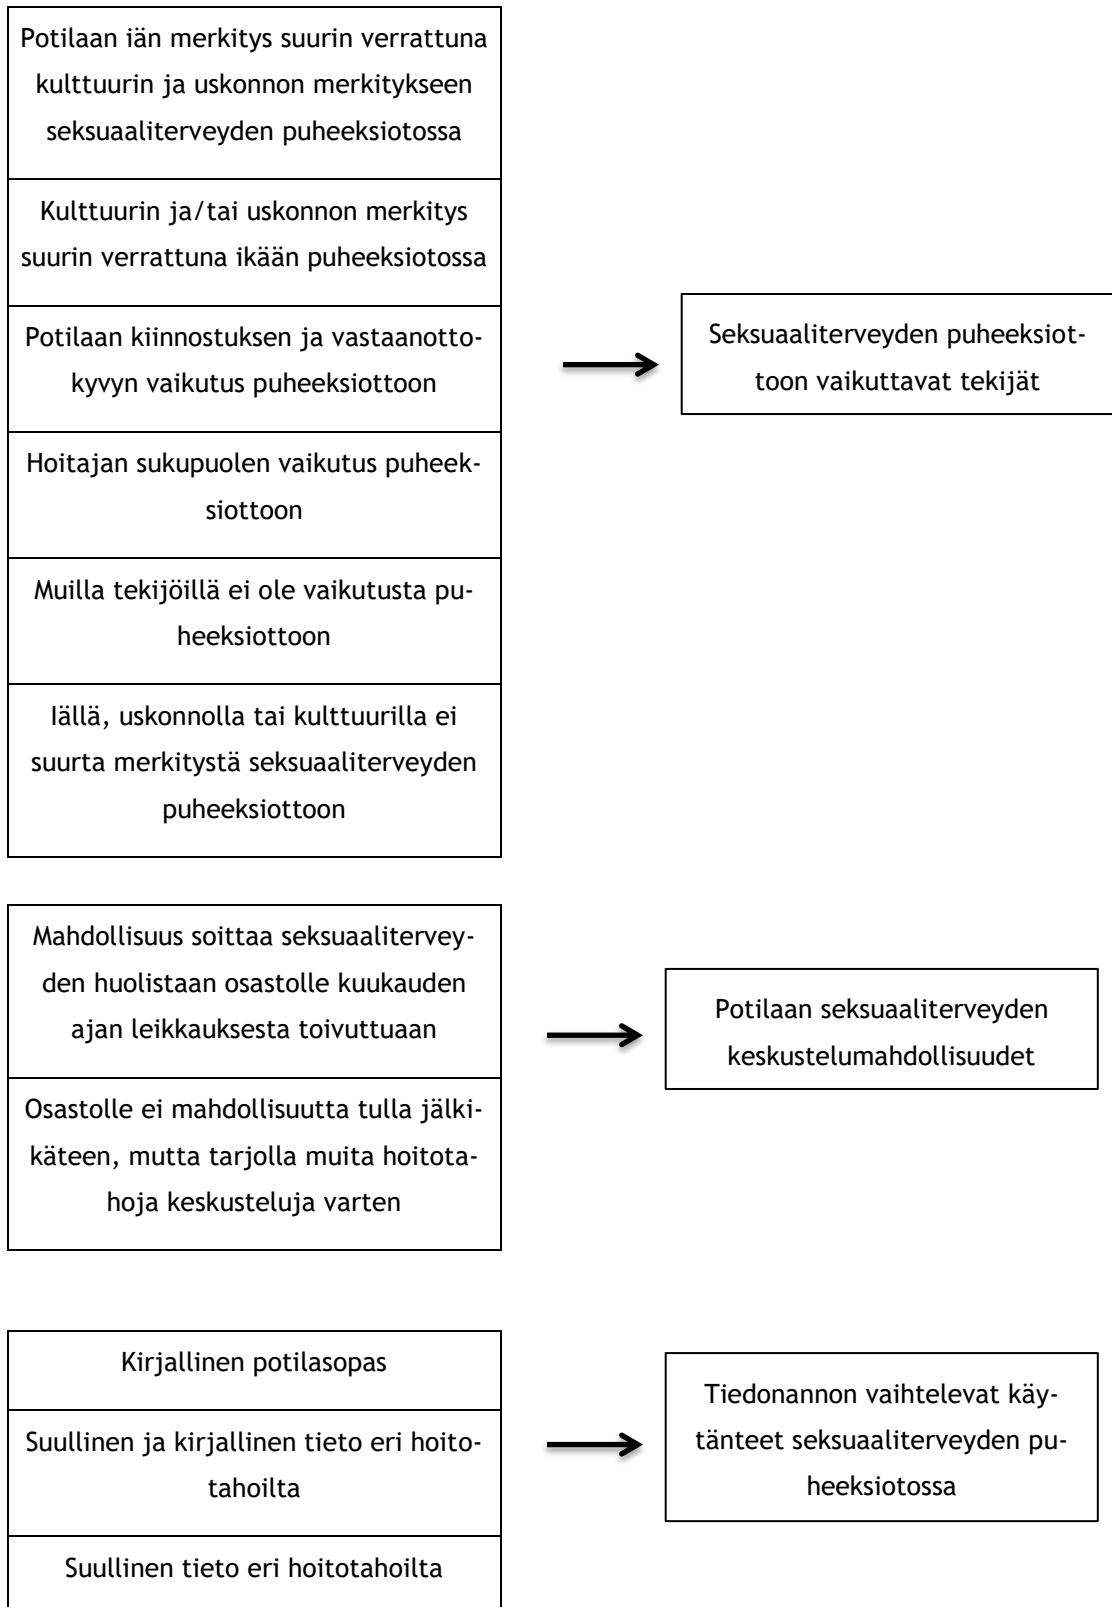 Potilaan iän merkitys suurin verrattuna
kulttuurin ja uskonnon merkitykseen
seksuaaliterveyden puheeksiotossa
Kulttuurin ja/tai uskonnon merkitys
suurin verrattuna ikään puheeksiotossa
Potilaan kiinnostuksen ja vastaanotto-
kyvyn vaikutus puheeksiottoon
Hoitajan sukupuolen vaikutus puheek-
siottoon
Muilla tekijöillä ei ole vaikutusta pu-
heeksiottoon
Iällä, uskonnolla tai kulttuurilla ei
suurta merkitystä seksuaaliterveyden
puheeksiottoon
Seksuaaliterveyden puheeksiot-
toon vaikuttavat tekijät
Mahdollisuus soittaa seksuaalitervey-
den huolistaan osastolle kuukauden
ajan leikkauksesta toivuttuaan
Osastolle ei mahdollisuutta tulla jälki-
käteen, mutta tarjolla muita hoitota-
hoja keskusteluja varten
Potilaan seksuaaliterveyden
keskustelumahdollisuudet
Kirjallinen potilasopas
Suullinen ja kirjallinen tieto eri hoito-
tahoilta
Suullinen tieto eri hoitotahoilta
Tiedonannon vaihtelevat käy-
tänteet seksuaaliterveyden pu-
heeksiotossa